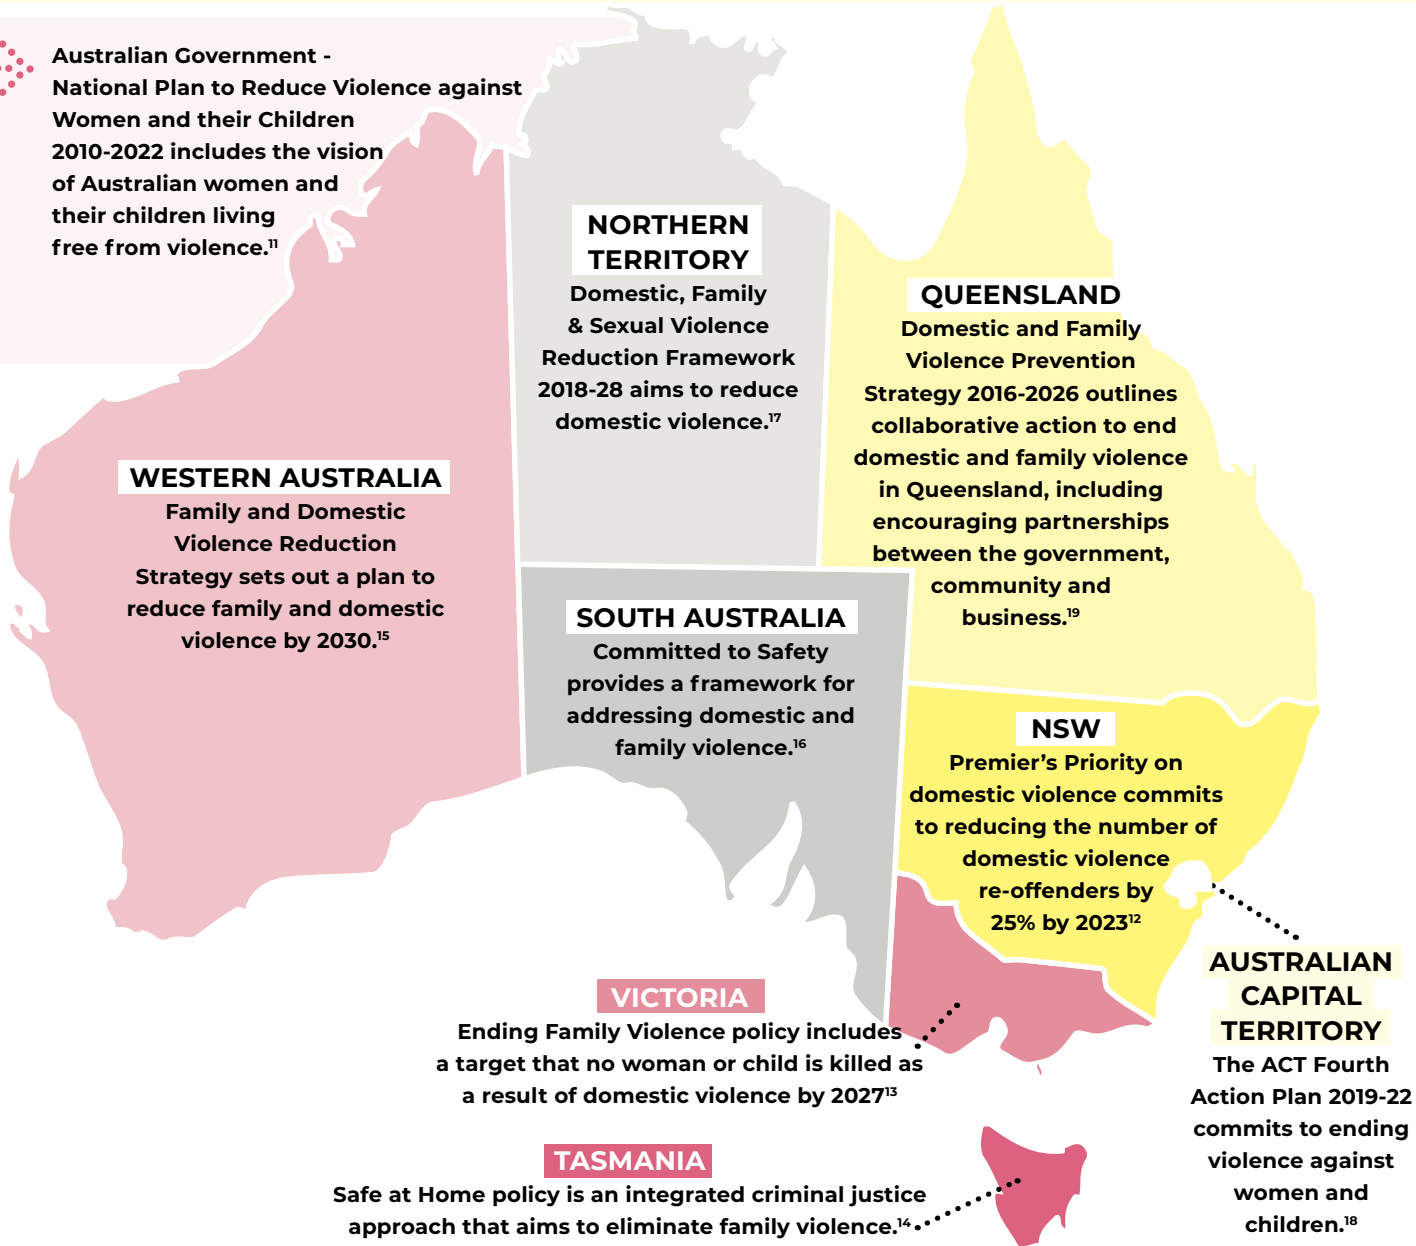 Australian Government -
National Plan to Reduce Violence against
Women and their Children
2010-2022 includes the vision
of Australian women and
their children living
free from violence.¹¹
NORTHERN
TERRITORY
Domestic, Family
& Sexual Violence
Reduction Framework
2018-28 aims to reduce
domestic violence.¹⁷
QUEENSLAND
Domestic and Family
Violence Prevention
Strategy 2016-2026 outlines
collaborative action to end
domestic and family violence
in Queensland, including
encouraging partnerships
between the government,
community and
business.¹⁹
WESTERN AUSTRALIA
Family and Domestic
Violence Reduction
Strategy sets out a plan to
reduce family and domestic
violence by 2030.¹⁵
SOUTH AUSTRALIA
Committed to Safety
provides a framework for
addressing domestic and
family violence.¹⁶
NSW
Premier’s Priority on
domestic violence commits
to reducing the number of
domestic violence
re-offenders by
25% by 2023¹²
AUSTRALIAN
CAPITAL
TERRITORY
The ACT Fourth
Action Plan 2019-22
commits to ending
violence against
women and
children.¹⁸
VICTORIA
Ending Family Violence policy includes
a target that no woman or child is killed as
a result of domestic violence by 2027¹³
TASMANIA
Safe at Home policy is an integrated criminal justice
approach that aims to eliminate family violence.¹⁴